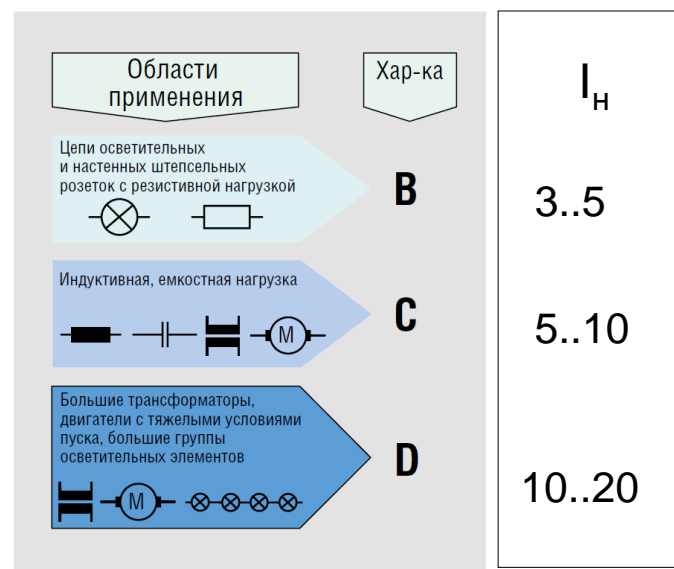 Области
применения
Хар-ка
Iн
Цепи осветительных
и настенных штепсельных
розеток с резистивной нагрузкой
B
3..5
Индуктивная, емкостная нагрузка
M
C
5..10
Большие трансформаторы,
двигатели с тяжелыми условиями
пуска, большие группы
осветительных элементов
M
D
10..20